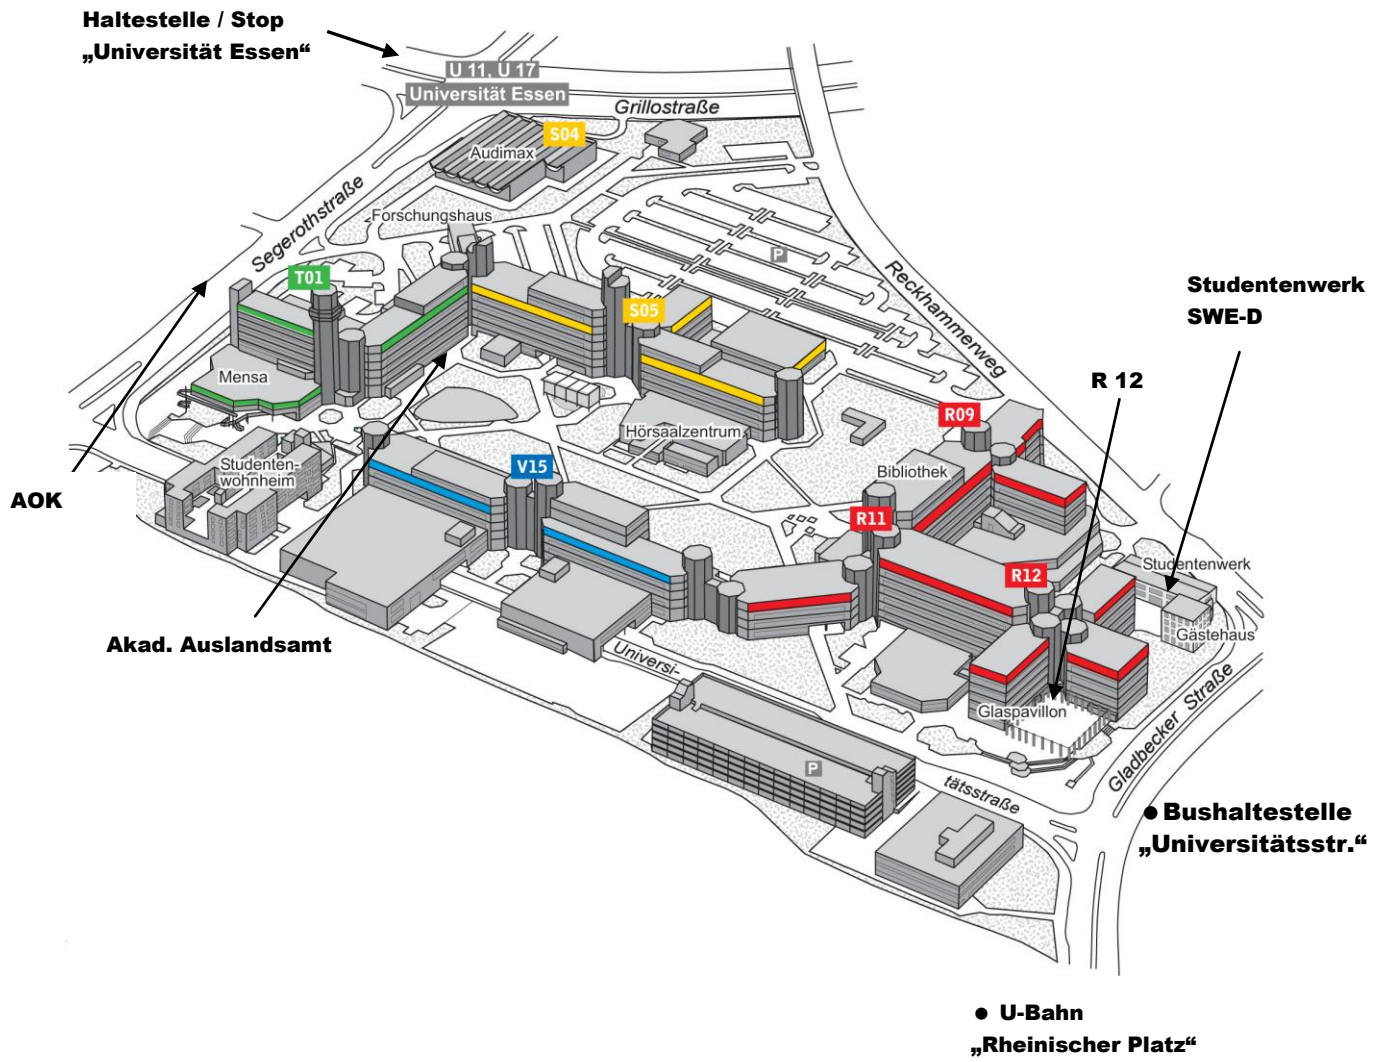 Haltestelle / Stop
„Universität Essen“
U 11, U 17
Universität Essen
Grillostraße
S04
Audimax
Segerothstraße
Forschungshaus
P
Reckhammerweg
T01
S05
Studentenwerk
SWE-D
R 12
Mensa
R09
Hörsaalzentrum
Studenten-
wohnheim
V15
Bibliothek
AOK
R11
Studentenwerk
R12
Gästehaus
Akad. Auslandsamt
Universi-
Glaspavillon
Gladbecker Straße
P
tätsstraße
● Bushaltestelle
„Universitätsstr.“
● U-Bahn
„Rheinischer Platz“